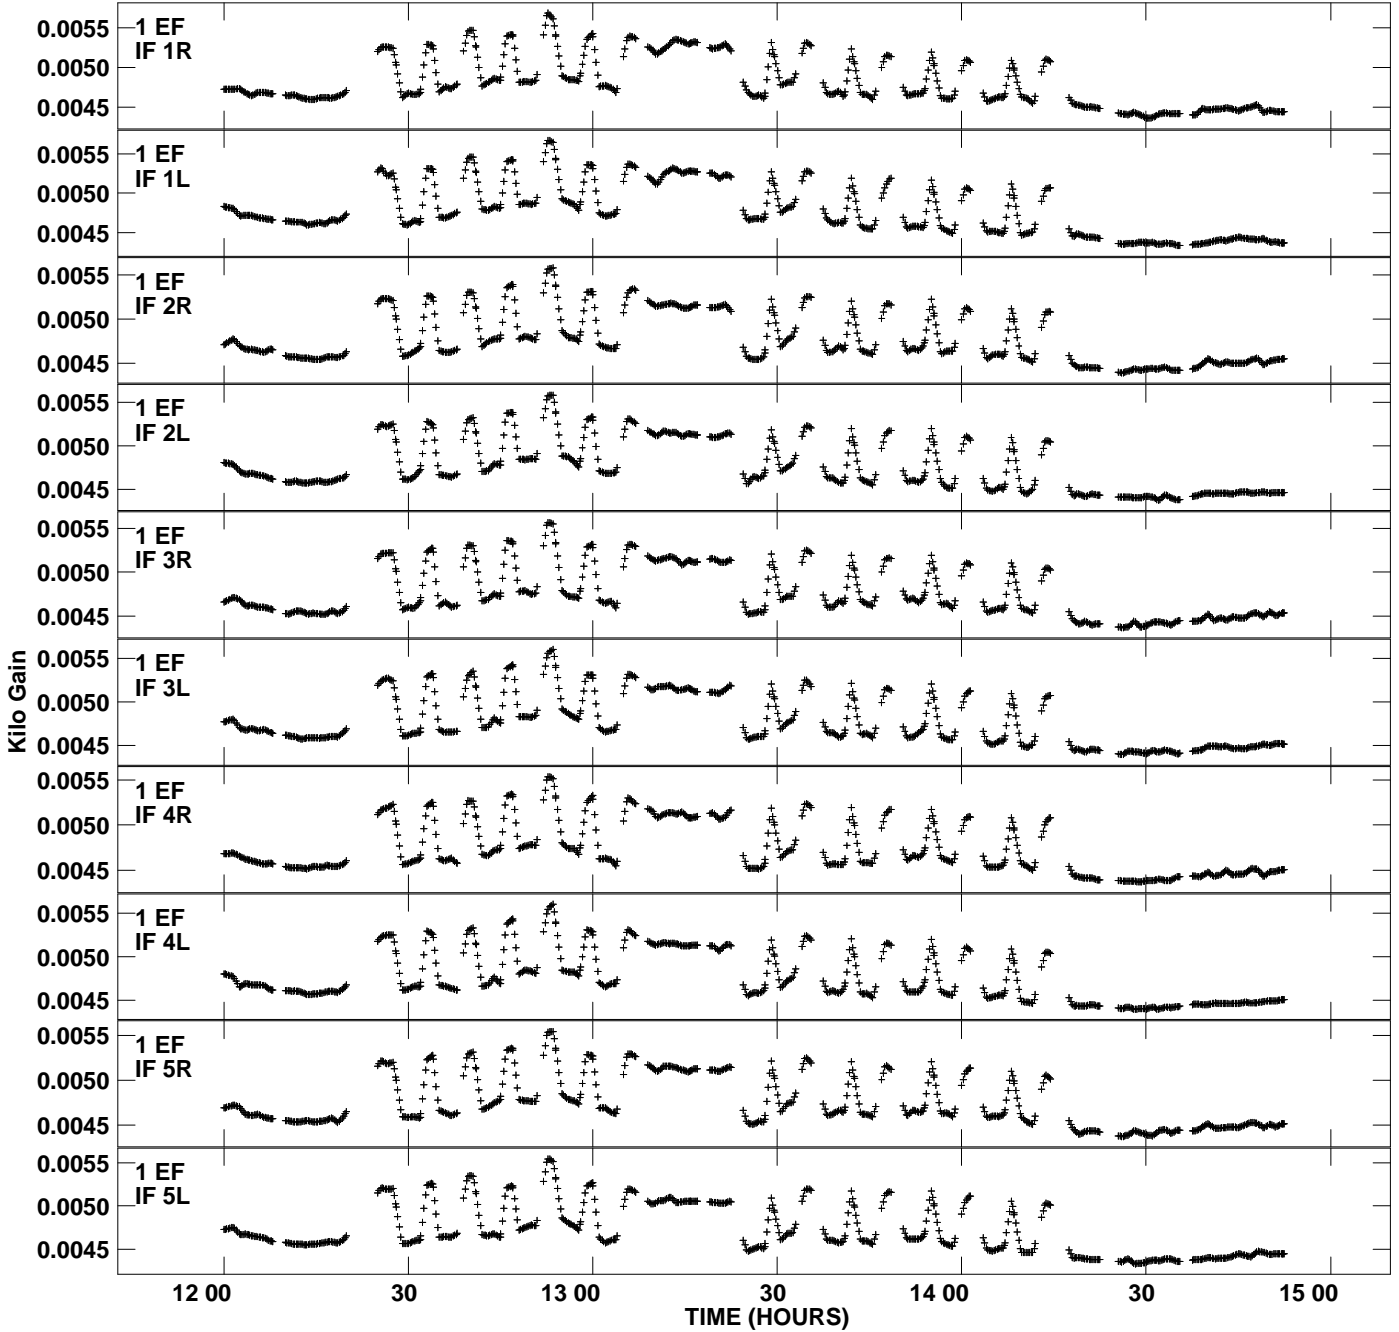 0.0055
0.0050
0.0045
1 EF
IF 1R
0.0055
0.0050
0.0045
1 EF
IF 1L
0.0055
0.0050
0.0045
1 EF
IF 2R
0.0055
0.0050
0.0045
1 EF
IF 2L
0.0055
0.0050
0.0045
1 EF
IF 3R
0.0055
0.0050
0.0045
1 EF
IF 3L
0.0055
0.0050
0.0045
1 EF
IF 4R
0.0055
0.0050
0.0045
1 EF
IF 4L
0.0055
0.0050
0.0045
1 EF
IF 5R
0.0055
0.0050
0.0045
1 EF
IF 5L
Kilo Gain
12 00 30 13 00 30 14 00 30 15 00
TIME (HOURS)